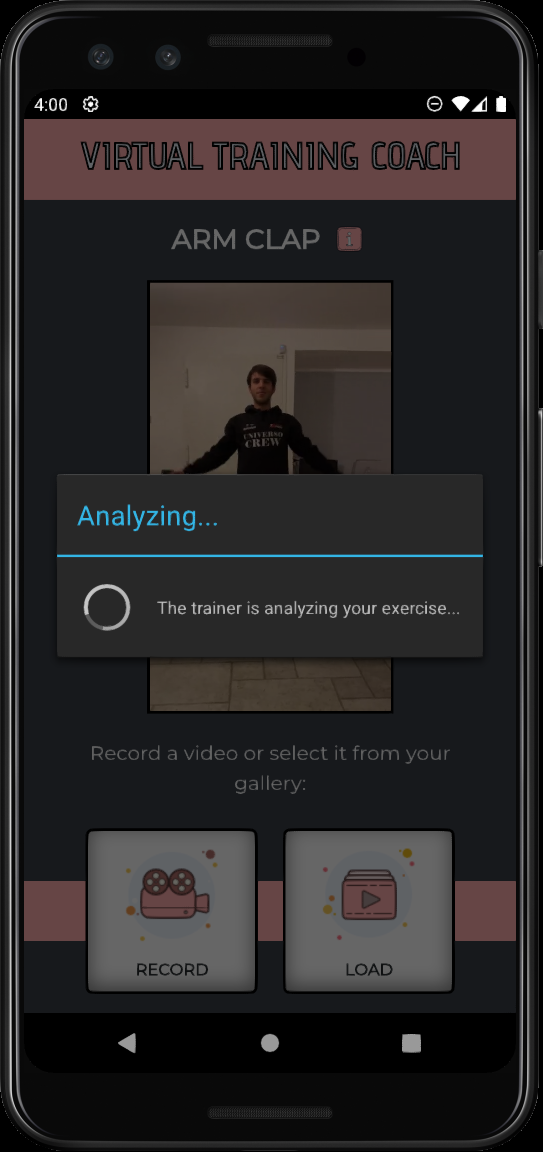 4:00
VIRTUAL TRAINING COACH
ARM CLAP
UNIVERSO
CREW
Analyzing...
The trainer is analyzing your exercise...
Record a video or select it from your
gallery:
RECORD
LOAD